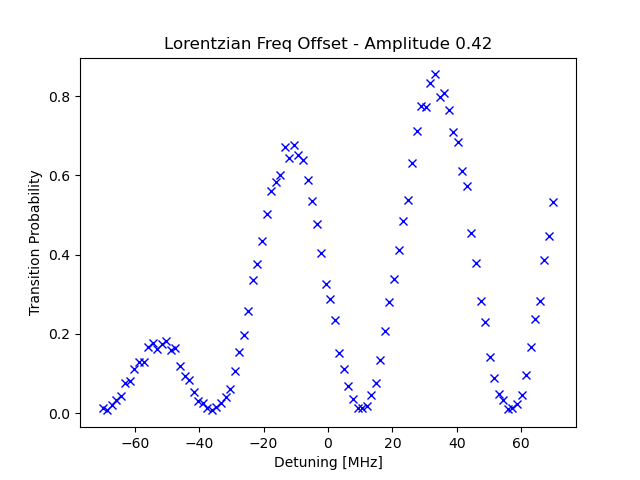 Lorentzian Freq Offset - Amplitude 0.42
Transition Probability
0.8
0.6
0.4
0.2
0.0
−60 −40 −20 0 20 40 60
Detuning [MHz]